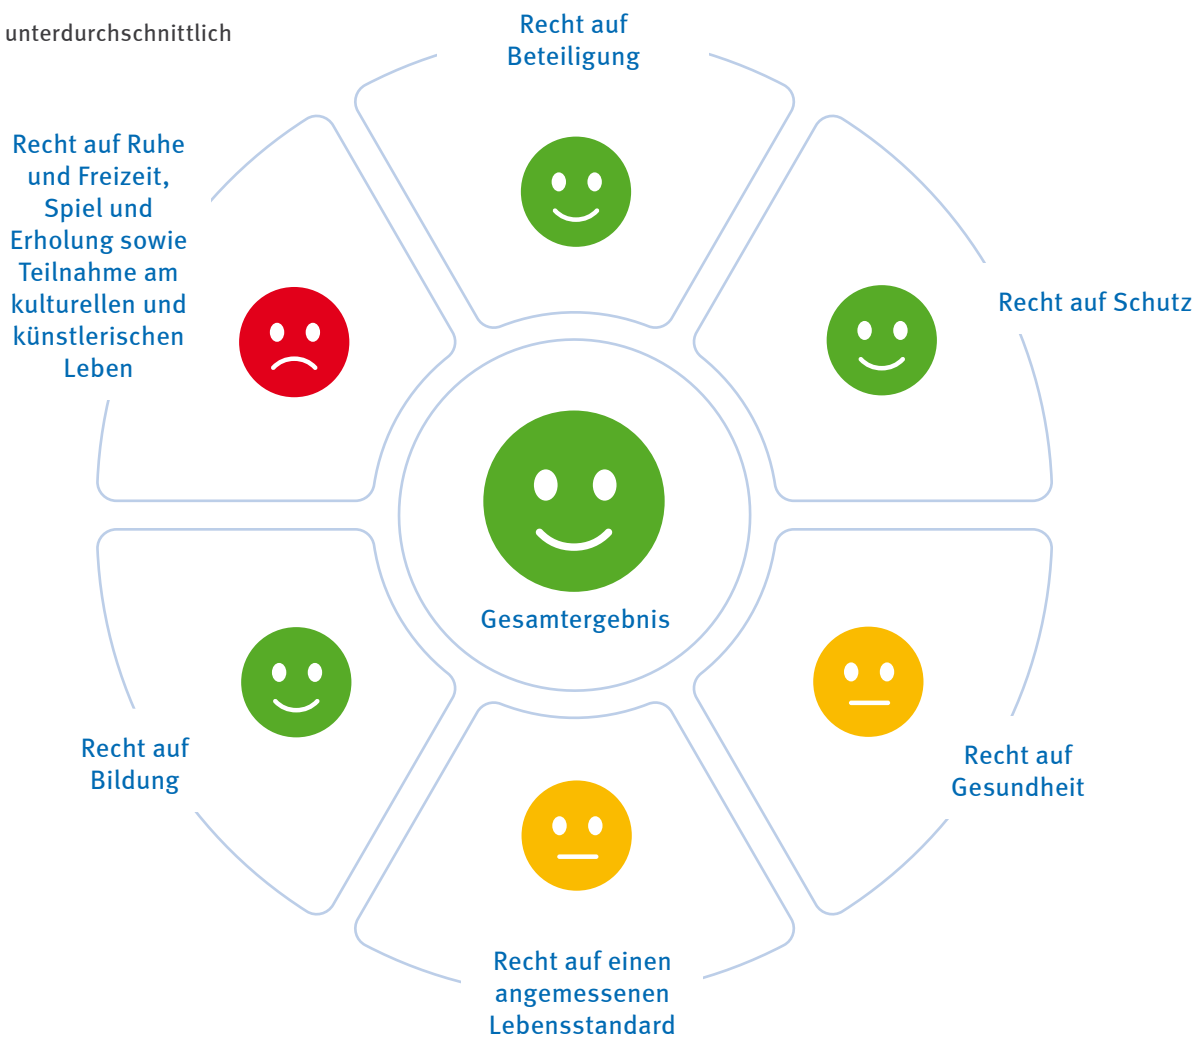 unterdurchschnittlich
Recht auf
Beteiligung
Recht auf Ruhe
und Freizeit,
Spiel und
Erholung sowie
Teilnahme am
kulturellen und
künstlerischen
Leben
Recht auf Schutz
Gesamtergebnis
Recht auf
Bildung
Recht auf
Gesundheit
Recht auf einen
angemessenen
Lebensstandard